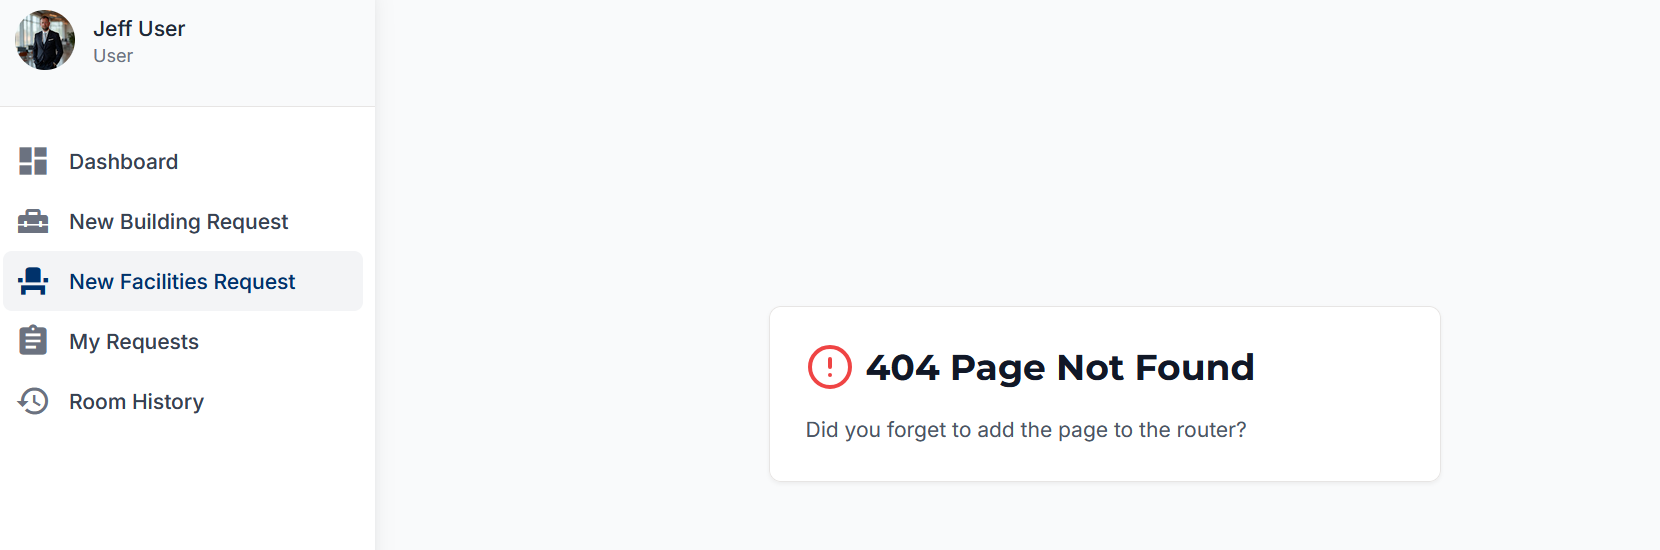 Jeff User
User
Dashboard
New Building Request
New Facilities Request
My Requests
Room History
404 Page Not Found
Did you forget to add the page to the router?